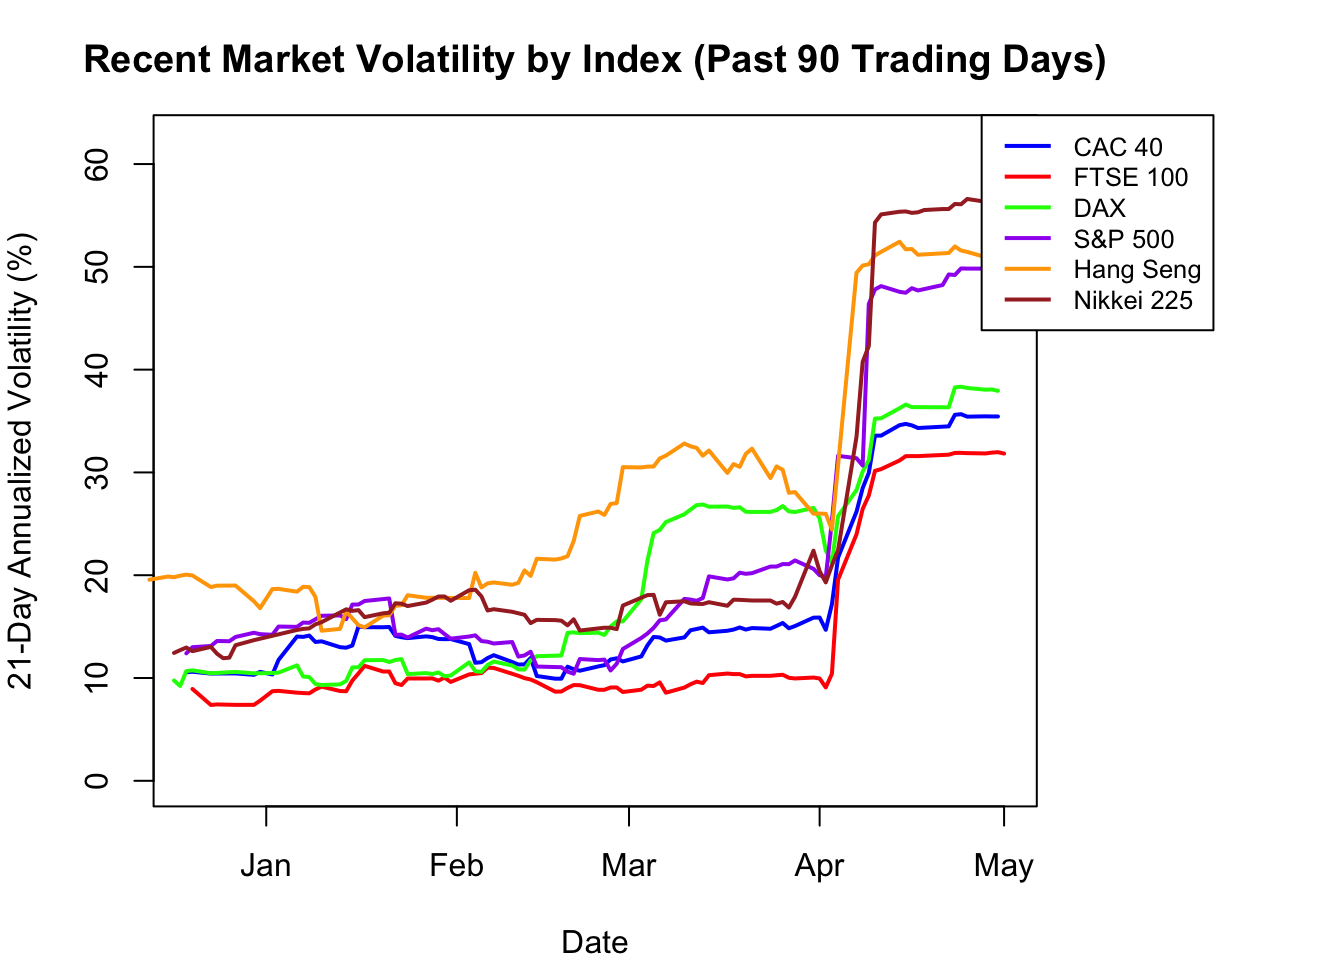 Recent Market Volatility by Index (Past 90 Trading Days)
21-Day Annualized Volatility (%)
60
50
40
30
20
10
0
CAC 40
FTSE 100
DAX
S&P 500
Hang Seng
Nikkei 225
Jan Feb Mar Apr May
Date